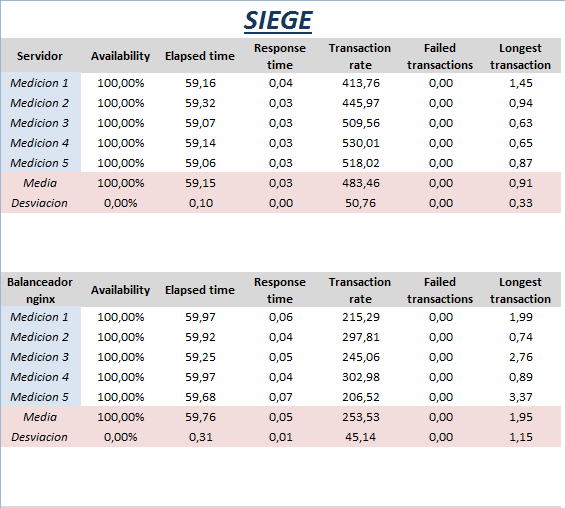 SIEGE
Servidor Availability Elapsed time Response time Transaction rate Failed transactions Longest transaction
Medicion 1 100,00% 59,16 0,04 413,76 0,00 1,45
Medicion 2 100,00% 59,32 0,03 445,97 0,00 0,94
Medicion 3 100,00% 59,07 0,03 509,56 0,00 0,63
Medicion 4 100,00% 59,14 0,03 530,01 0,00 0,65
Medicion 5 100,00% 59,06 0,03 518,02 0,00 0,87
Media 100,00% 59,15 0,03 483,46 0,00 0,91
Desviacion 0,00% 0,10 0,00 50,76 0,00 0,33
Balanceador nginx Availability Elapsed time Response time Transaction rate Failed transactions Longest transaction
Medicion 1 100,00% 59,97 0,06 215,29 0,00 1,99
Medicion 2 100,00% 59,92 0,04 297,81 0,00 0,74
Medicion 3 100,00% 59,25 0,05 245,06 0,00 2,76
Medicion 4 100,00% 59,97 0,04 302,98 0,00 0,89
Medicion 5 100,00% 59,68 0,07 206,52 0,00 3,37
Media 100,00% 59,76 0,05 253,53 0,00 1,95
Desviacion 0,00% 0,31 0,01 45,14 0,00 1,15